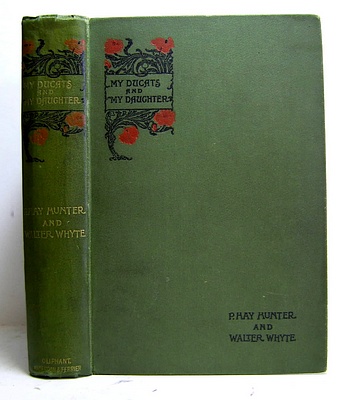 MY DUCATS
AND
MY DAUGHTER
P. HAY HUNTER
AND
WALTER WHYTE
OLIPHANT
& FERRIER
MY DUCATS
AND
MY DAUGHTER
P. HAY HUNTER
AND
WALTER WHYTE